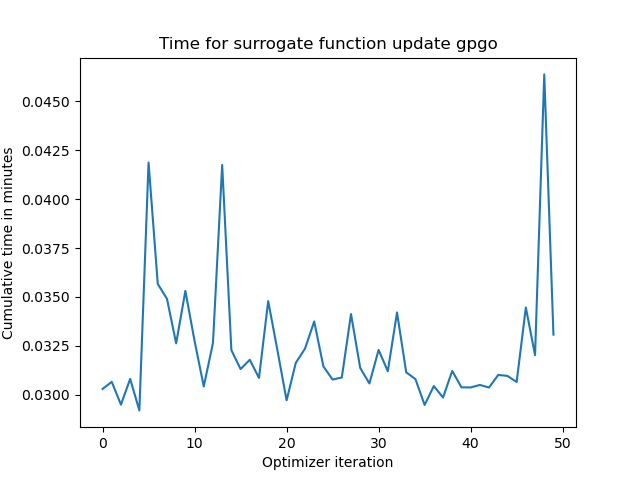 Time for surrogate function update gpgo
Cumulative time in minutes
0.0450
0.0425
0.0400
0.0375
0.0350
0.0325
0.0300
0 10 20 30 40 50
Optimizer iteration